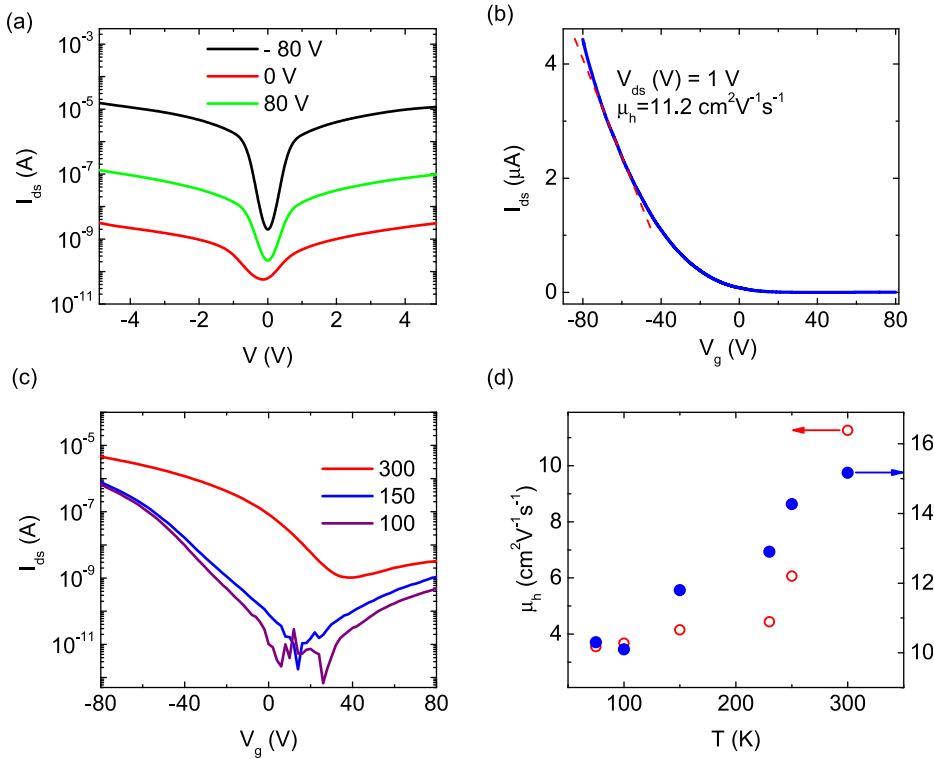 (a)
10⁻³
10⁻⁵
10⁻⁷
10⁻⁹
10⁻¹¹
I_ds (A)
- 80 V
0 V
80 V
-4 -2 0 2 4
V (V)
(b)
4
2
0
I_ds (μA)
V_ds (V) = 1 V
μ_h=11.2 cm²V⁻¹s⁻¹
-80 -40 0 40 80
V_g (V)
(c)
10⁻⁵
10⁻⁷
10⁻⁹
10⁻¹¹
I_ds (A)
300
150
100
-80 -40 0 40 80
V_g (V)
(d)
10
8
6
4
μ_h (cm²V⁻¹s⁻¹)
16
14
12
10
100 200 300
T (K)